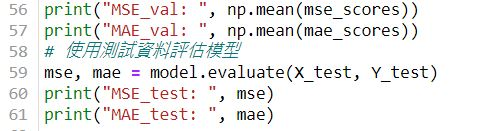 56 print("MSE_val: ", np.mean(mse_scores))
57 print("MAE_val: ", np.mean(mae_scores))
58 # 使用測試資料評估模型
59 mse, mae = model.evaluate(X_test, Y_test)
60 print("MSE_test: ", mse)
61 print("MAE_test: ", mae)